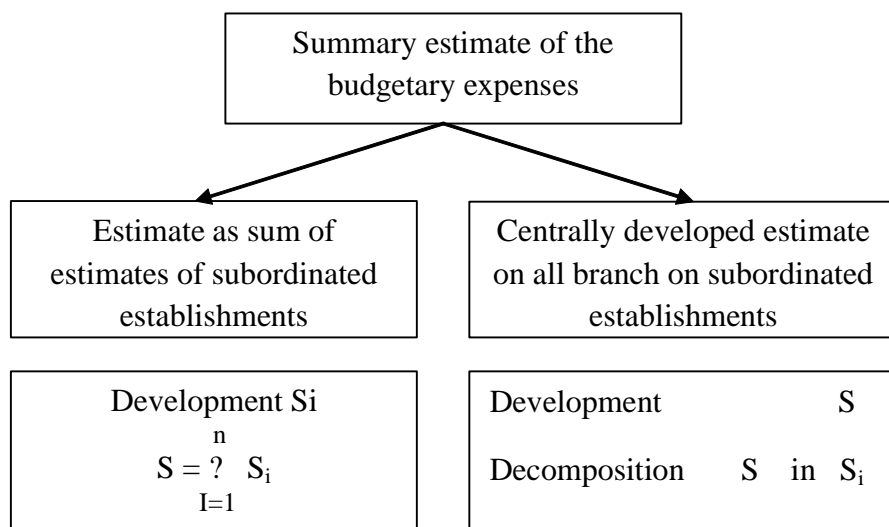 Summary estimate of the
budgetary expenses
Estimate as sum of
estimates of subordinated
establishments
Centrally developed estimate
on all branch on subordinated
establishments
Development Si
n
S = ? Si
I=1
Development S
Decomposition S in Si